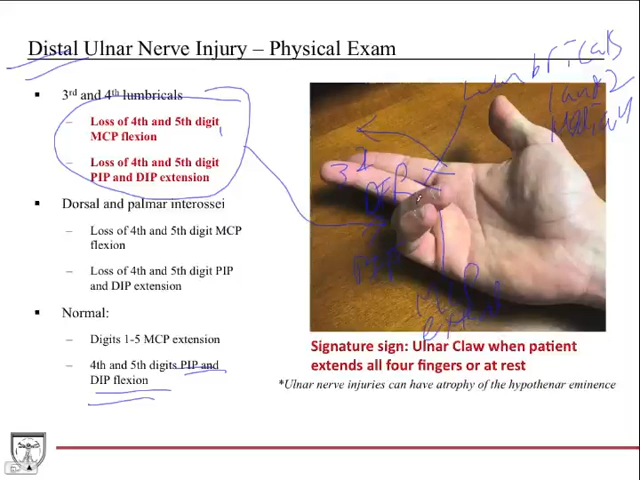 Distal Ulnar Nerve Injury – Physical Exam
3rd and 4th lumbricals
– Loss of 4th and 5th digit
MCP flexion
– Loss of 4th and 5th digit
PIP and DIP extension
Dorsal and palmar interossei
– Loss of 4th and 5th digit MCP
flexion
– Loss of 4th and 5th digit PIP
and DIP extension
Normal:
– Digits 1-5 MCP extension
– 4th and 5th digits PIP and
DIP flexion
Lumbricals
1 and 2
Median
DIP
PIP
MCP
Signature sign: Ulnar Claw when patient
extends all four fingers or at rest
*Ulnar nerve injuries can have atrophy of the hypothenar eminence